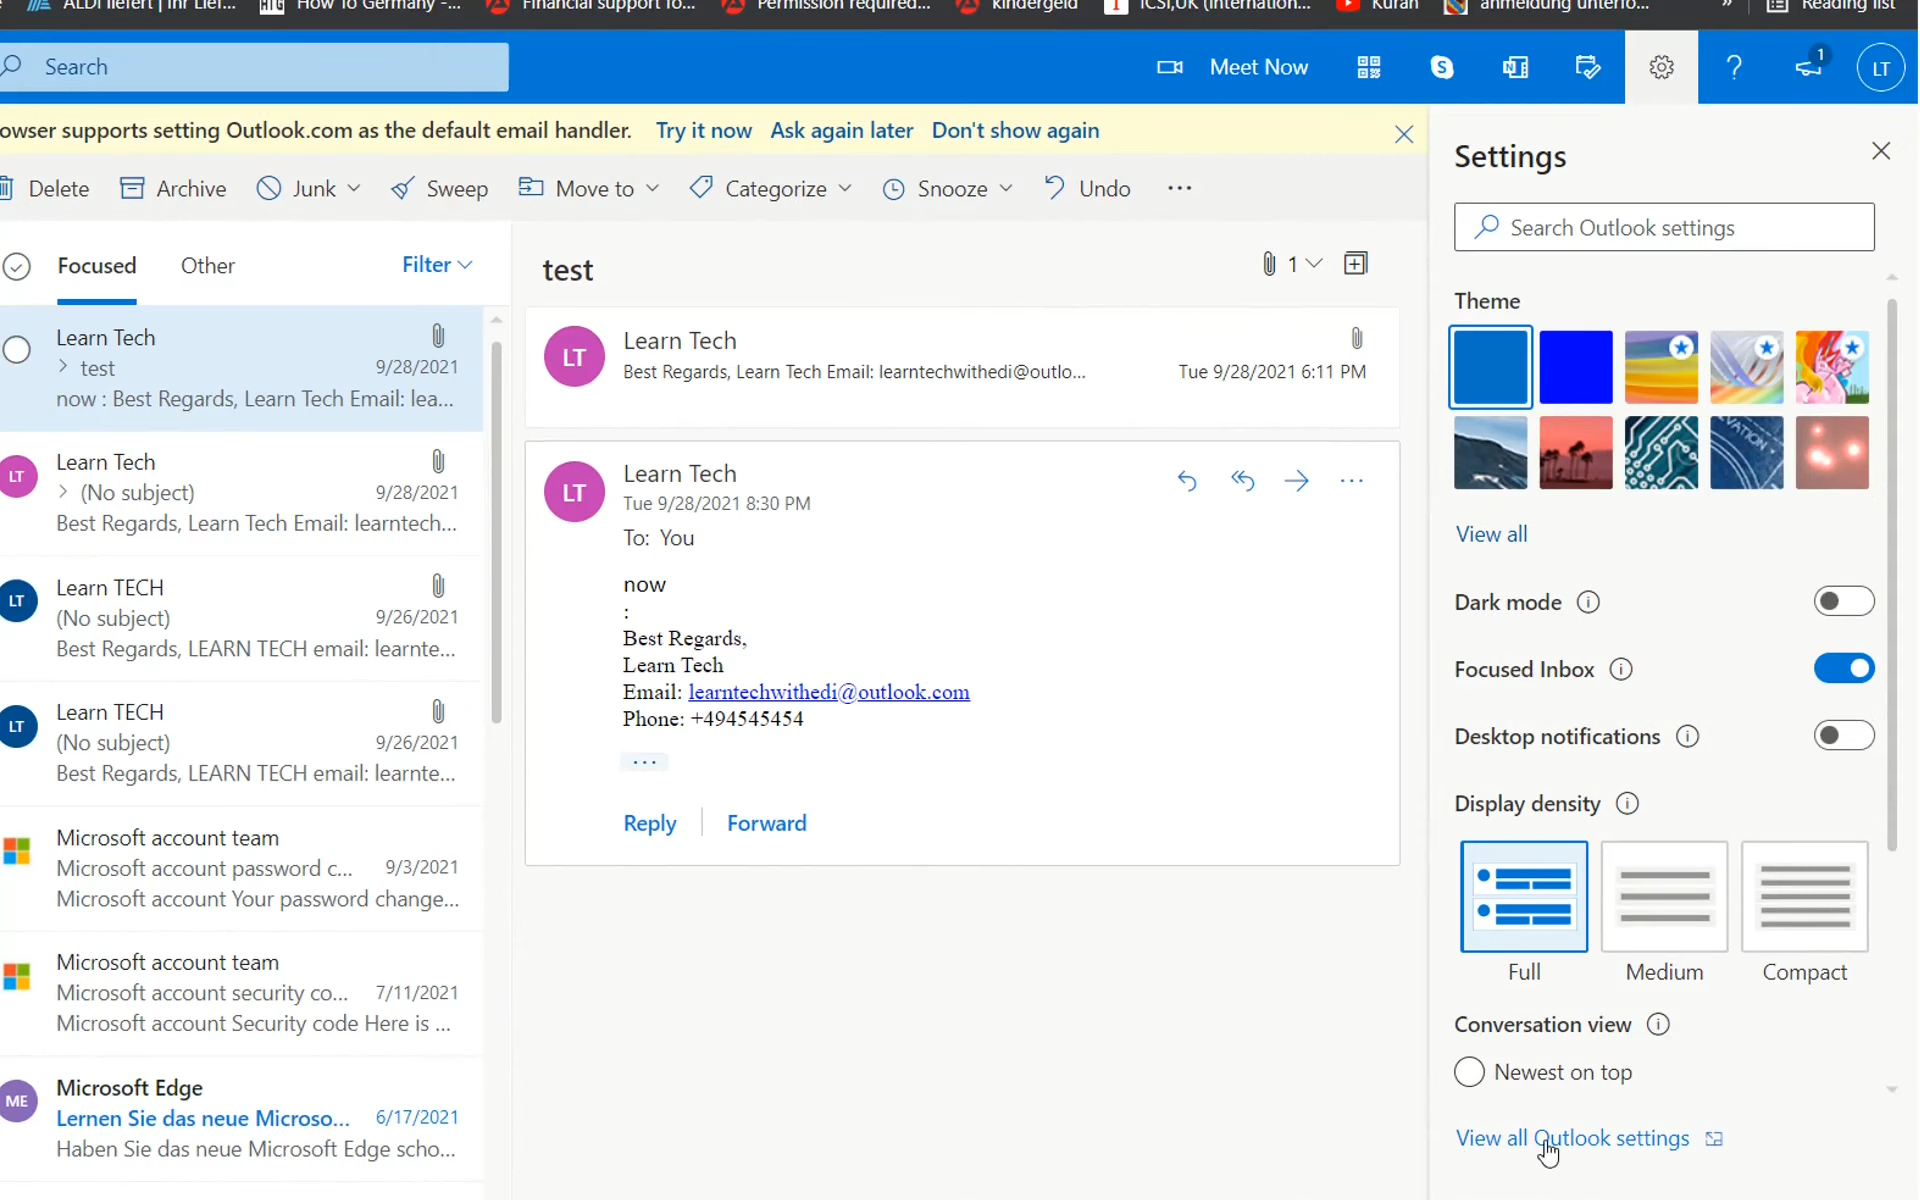 ALDI liefert | Ihr Lief... HTG How To Germany -... Financial support fo... Permission required... kindergeld ICSI,UK (Internation... Kuran anmeldung unterfo... » Reading list
Search Meet Now 1 LT
owser supports setting Outlook.com as the default email handler. Try it now Ask again later Don't show again
Delete Archive Junk Sweep Move to Categorize Snooze Undo ...
Focused Other Filter
Learn Tech
test 9/28/2021
now : Best Regards, Learn Tech Email: lea...
LT Learn Tech
(No subject) 9/28/2021
Best Regards, Learn Tech Email: learntech...
LT Learn TECH
(No subject) 9/26/2021
Best Regards, LEARN TECH email: learnte...
LT Learn TECH
(No subject) 9/26/2021
Best Regards, LEARN TECH email: learnte...
Microsoft account team
Microsoft account password c... 9/3/2021
Microsoft account Your password change...
Microsoft account team
Microsoft account security co... 7/11/2021
Microsoft account Security code Here is ...
ME Microsoft Edge
Lernen Sie das neue Microso... 6/17/2021
Haben Sie das neue Microsoft Edge scho...
test 1
LT Learn Tech
Best Regards, Learn Tech Email: learntechwithedi@outlo... Tue 9/28/2021 6:11 PM
LT Learn Tech
Tue 9/28/2021 8:30 PM
To: You
now
:
Best Regards,
Learn Tech
Email: learntechwithedi@outlook.com
Phone: +494545454
...
Reply Forward
Settings
Search Outlook settings
Theme
View all
Dark mode
Focused Inbox
Desktop notifications
Display density
Full Medium Compact
Conversation view
Newest on top
View all Outlook settings